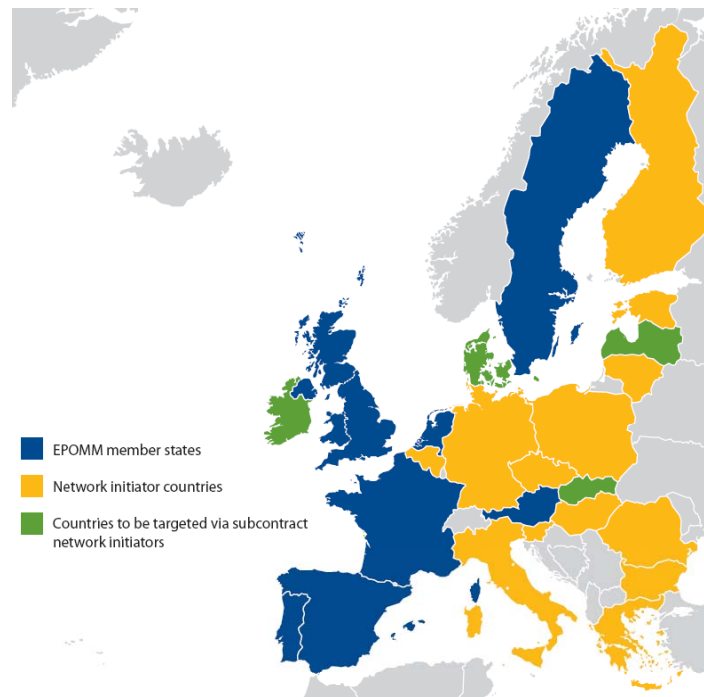 EPOMM member states
Network initiator countries
Countries to be targeted via subcontract
network initiators